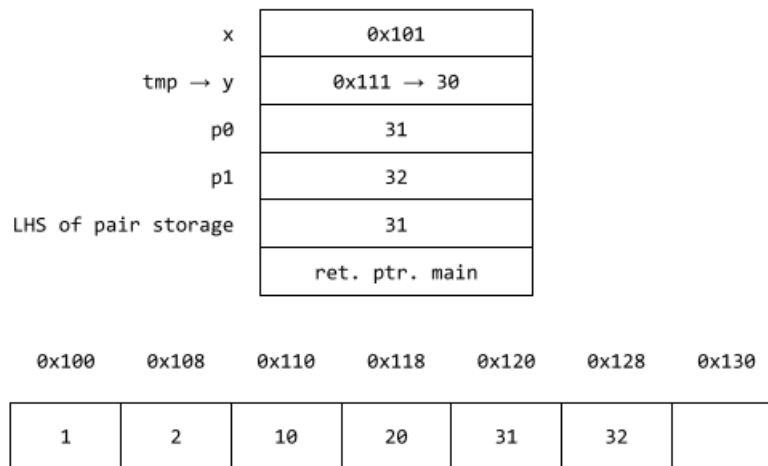 x 0x101
tmp → y 0x111 → 30
p0 31
p1 32
LHS of pair storage 31
ret. ptr. main
0x100 0x108 0x110 0x118 0x120 0x128 0x130
1 2 10 20 31 32